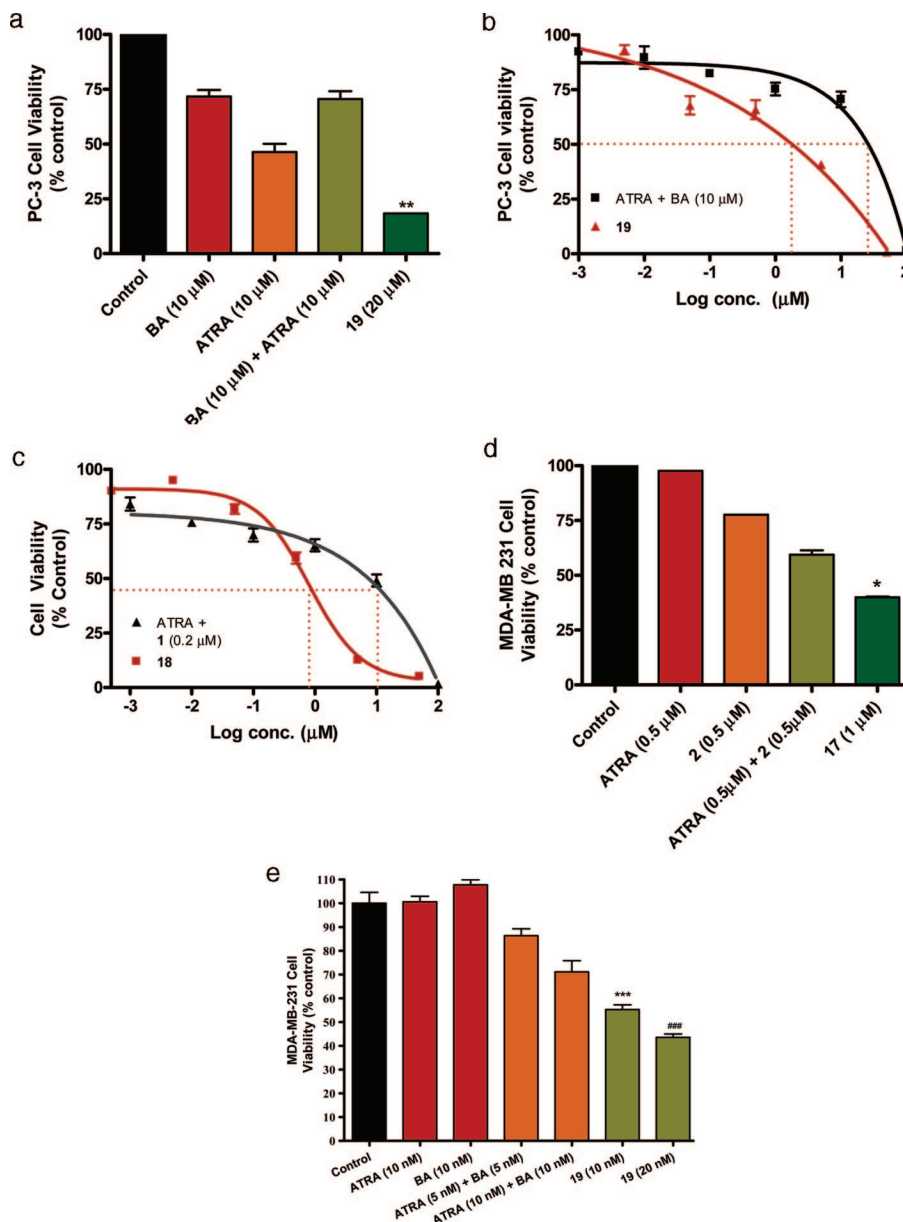 a
PC-3 Cell Viability
(% control)
100
75
50
25
0
**
Control
BA (10 μM)
ATRA (10 μM)
BA (10 μM) + ATRA (10 μM)
19 (20 μM)
b
PC-3 Cell viability
(% control)
100
75
50
25
0
ATRA + BA (10 μM)
19
-3 -2 -1 0 1 2
Log conc. (μM)
c
Cell Viability
(% Control)
100
75
50
25
0
ATRA +
1 (0.2 μM)
18
-3 -2 -1 0 1 2
Log conc. (μM)
d
MDA-MB 231 Cell
Viability (% control)
100
75
50
25
0
*
Control
ATRA (0.5 μM)
2 (0.5 μM)
ATRA (0.5μM) + 2 (0.5μM)
17 (1 μM)
e
MDA-MB-231 Cell
Viability (% control)
110
100
90
80
70
60
50
40
30
20
10
0
***
###
Control
ATRA (10 nM)
BA (10 nM)
ATRA (5 nM) + BA (5 nM)
ATRA (10 nM) + BA (10 nM)
19 (10 nM)
19 (20 nM)